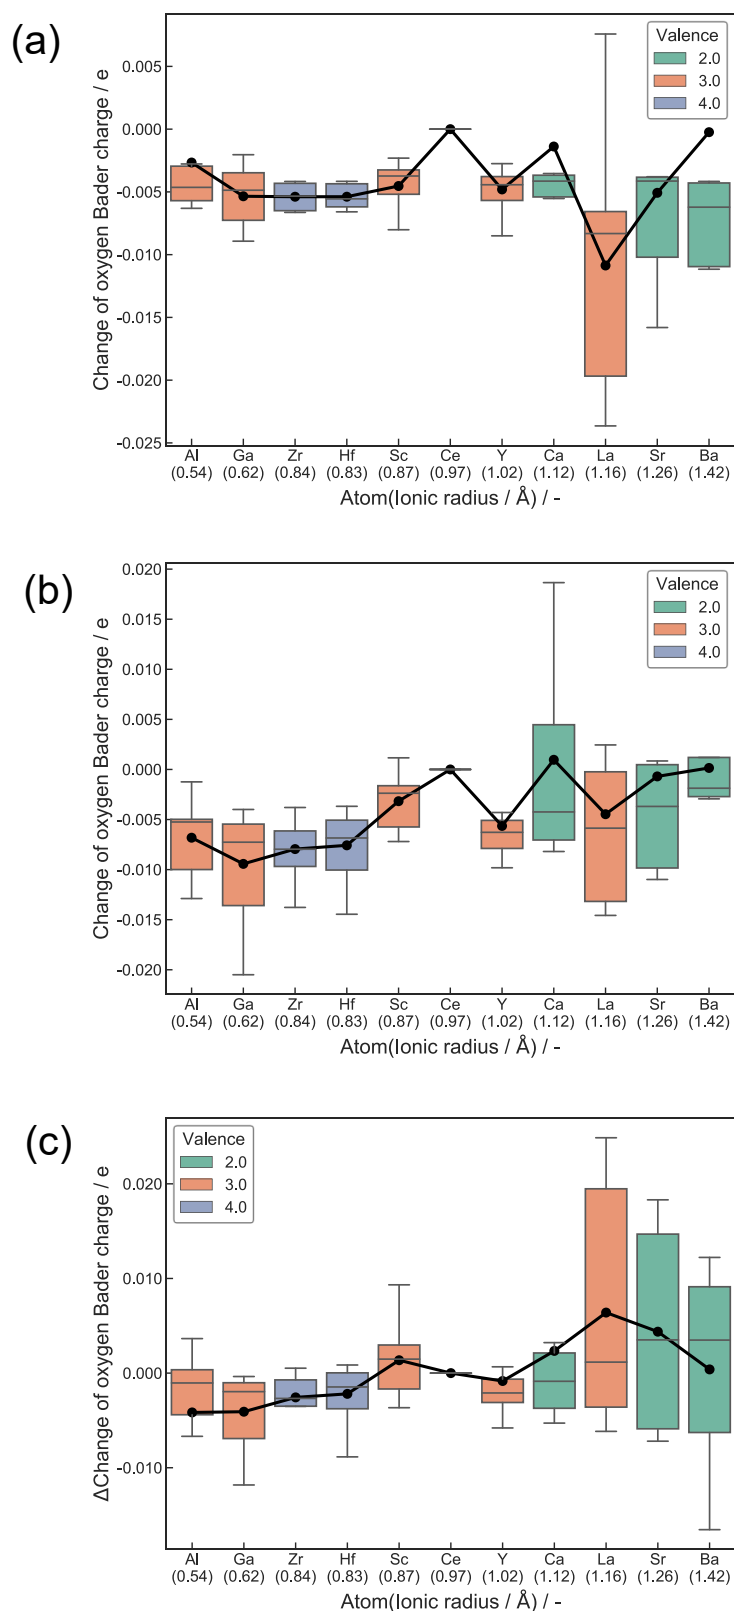 (a)
Change of oxygen Bader charge / e
0.005
0.000
-0.005
-0.010
-0.015
-0.020
-0.025
Valence
2.0
3.0
4.0
Al Ga Zr Hf Sc Ce Y Ca La Sr Ba
(0.54) (0.62) (0.84) (0.83) (0.87) (0.97) (1.02) (1.12) (1.16) (1.26) (1.42)
Atom(Ionic radius / Å) / -
(b)
Change of oxygen Bader charge / e
0.020
0.015
0.010
0.005
0.000
-0.005
-0.010
-0.015
-0.020
Valence
2.0
3.0
4.0
Al Ga Zr Hf Sc Ce Y Ca La Sr Ba
(0.54) (0.62) (0.84) (0.83) (0.87) (0.97) (1.02) (1.12) (1.16) (1.26) (1.42)
Atom(Ionic radius / Å) / -
(c)
ΔChange of oxygen Bader charge / e
0.020
0.010
0.000
-0.010
Valence
2.0
3.0
4.0
Al Ga Zr Hf Sc Ce Y Ca La Sr Ba
(0.54) (0.62) (0.84) (0.83) (0.87) (0.97) (1.02) (1.12) (1.16) (1.26) (1.42)
Atom(Ionic radius / Å) / -